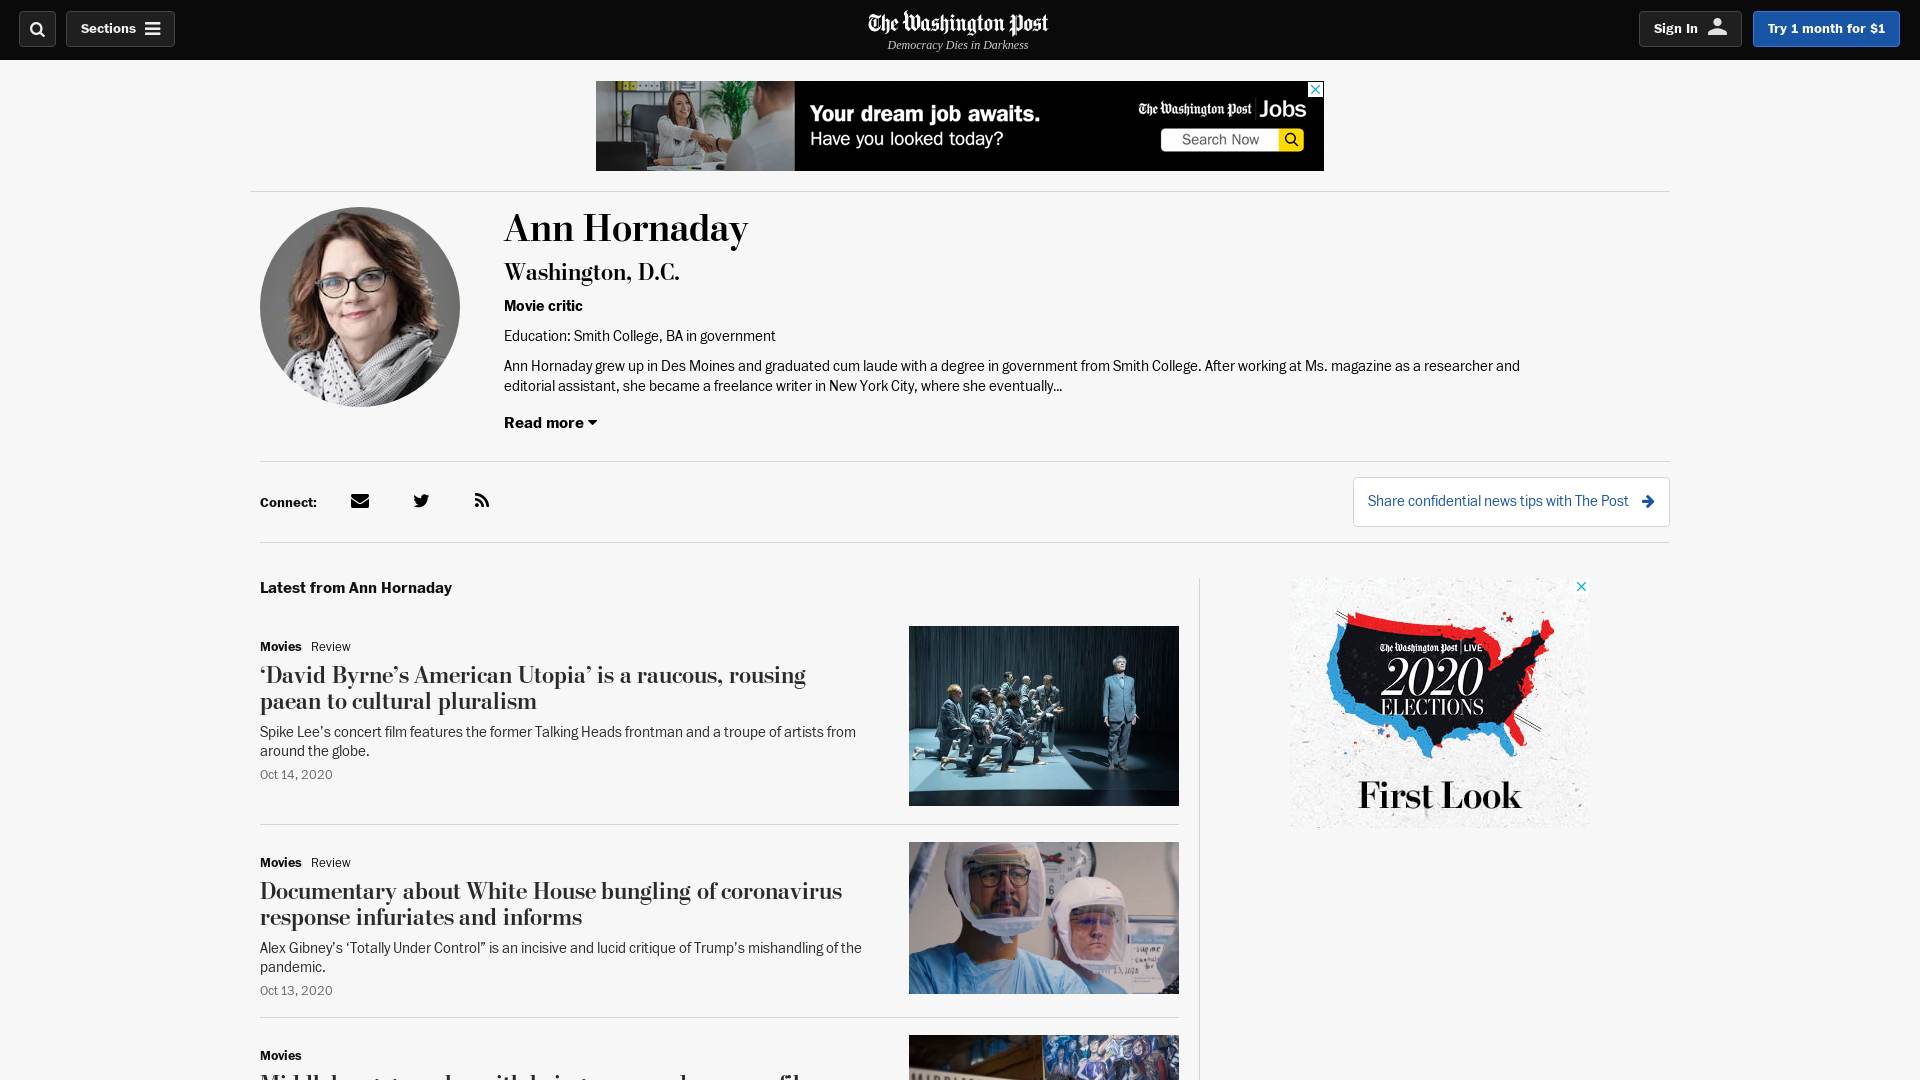 Sections
The Washington Post
Democracy Dies in Darkness
Sign In
Try 1 month for $1
Your dream job awaits.
Have you looked today?
The Washington Post Jobs
Search Now
Ann Hornaday
Washington, D.C.
Movie critic
Education: Smith College, BA in government
Ann Hornaday grew up in Des Moines and graduated cum laude with a degree in government from Smith College. After working at Ms. magazine as a researcher and
editorial assistant, she became a freelance writer in New York City, where she eventually...
Read more
Connect:
Share confidential news tips with The Post
Latest from Ann Hornaday
Movies Review
‘David Byrne’s American Utopia’ is a raucous, rousing
paean to cultural pluralism
Spike Lee’s concert film features the former Talking Heads frontman and a troupe of artists from
around the globe.
Oct 14, 2020
The Washington Post LIVE
2020
ELECTIONS
First Look
Movies Review
Documentary about White House bungling of coronavirus
response infuriates and informs
Alex Gibney’s ‘Totally Under Control” is an incisive and lucid critique of Trump’s mishandling of the
pandemic.
Oct 13, 2020
Movies